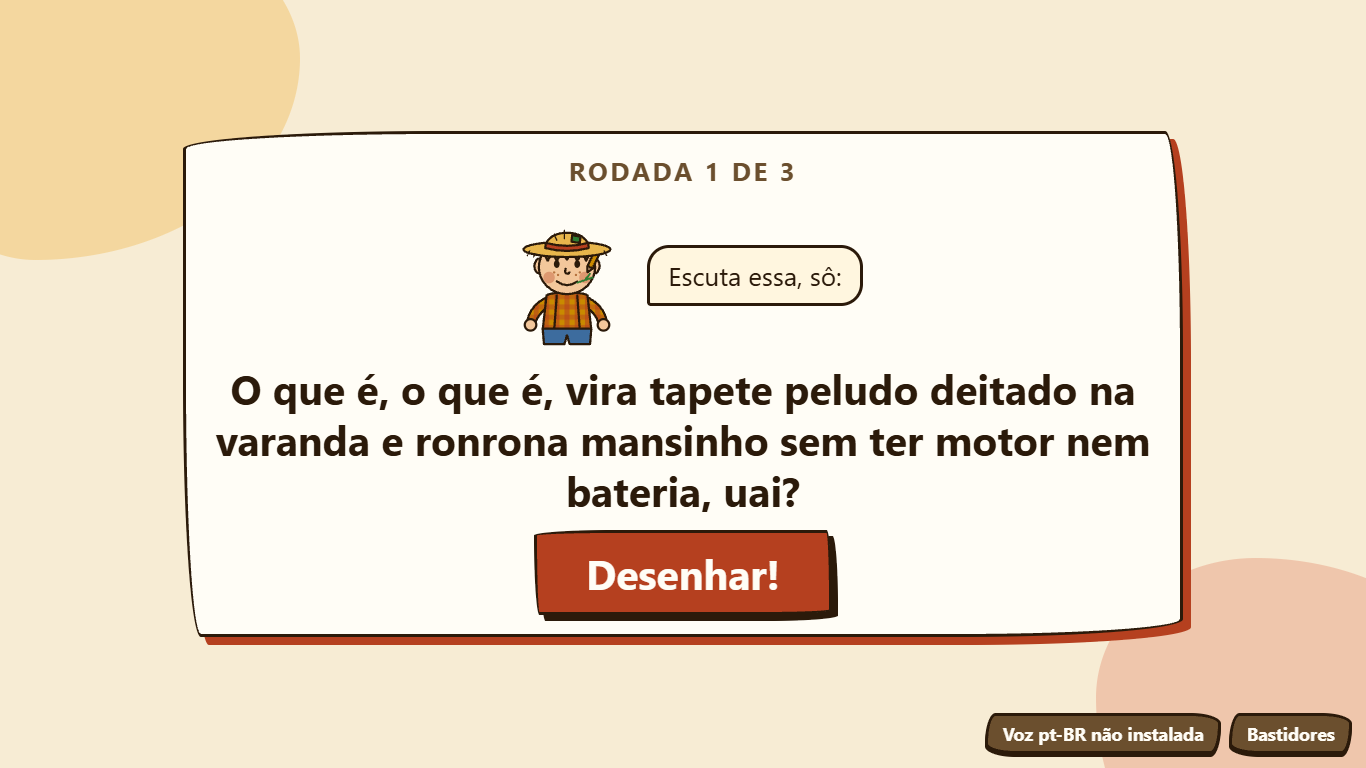 RODADA 1 DE 3
Escuta essa, sô:
O que é, o que é, vira tapete peludo deitado na
varanda e ronrona mansinho sem ter motor nem
bateria, uai?
Desenhar!
Voz pt-BR não instalada
Bastidores